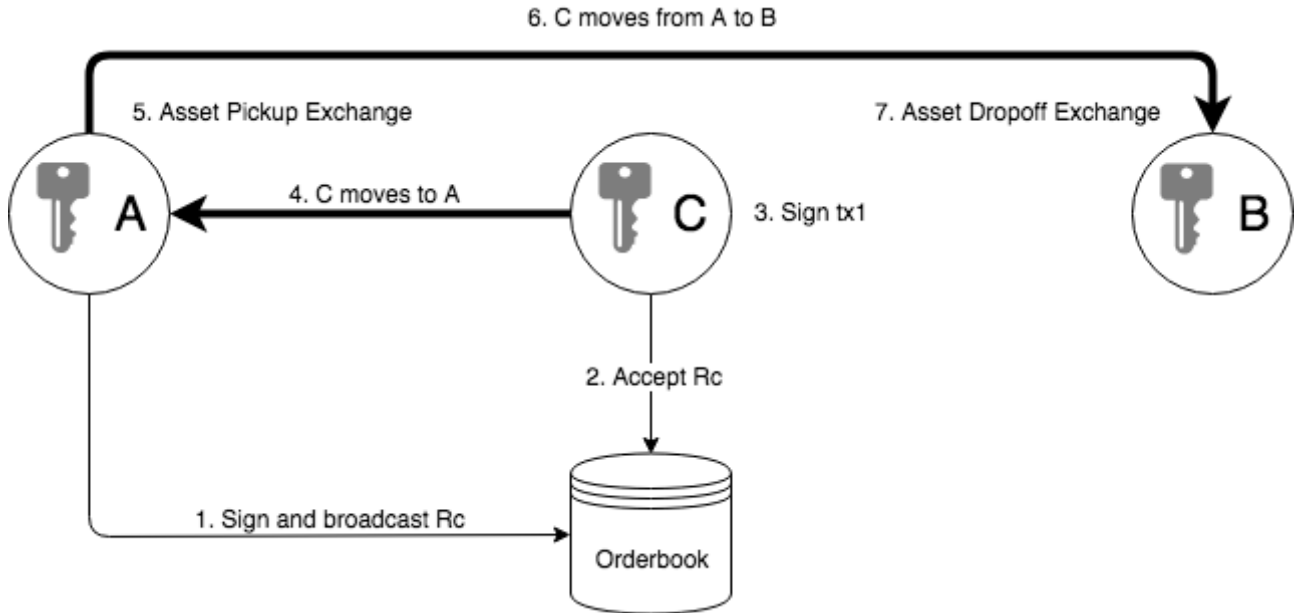 6. C moves from A to B
5. Asset Pickup Exchange
7. Asset Dropoff Exchange
A
4. C moves to A
C
3. Sign tx1
B
2. Accept Rc
1. Sign and broadcast Rc
Orderbook